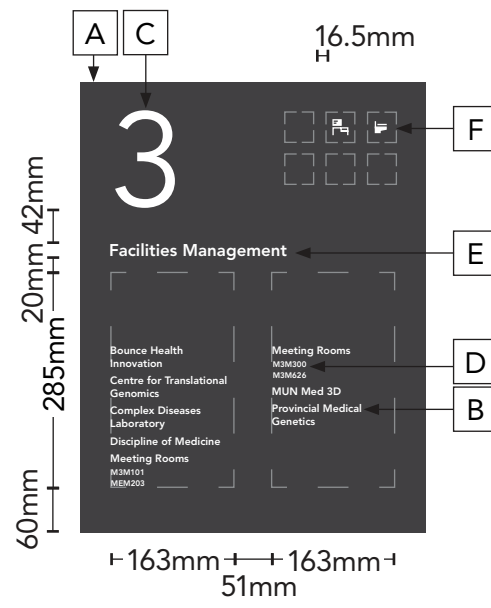 A
C
16.5mm
3
F
42mm
Facilities Management
E
20mm
285mm
Bounce Health
Innovation
Centre for Translational
Genomics
Complex Diseases
Laboratory
Discipline of Medicine
Meeting Rooms
M3M101
MEM203
Meeting Rooms
M3M300
M3M626
D
MUN Med 3D
Provincial Medical
Genetics
B
60mm
163mm
163mm
51mm